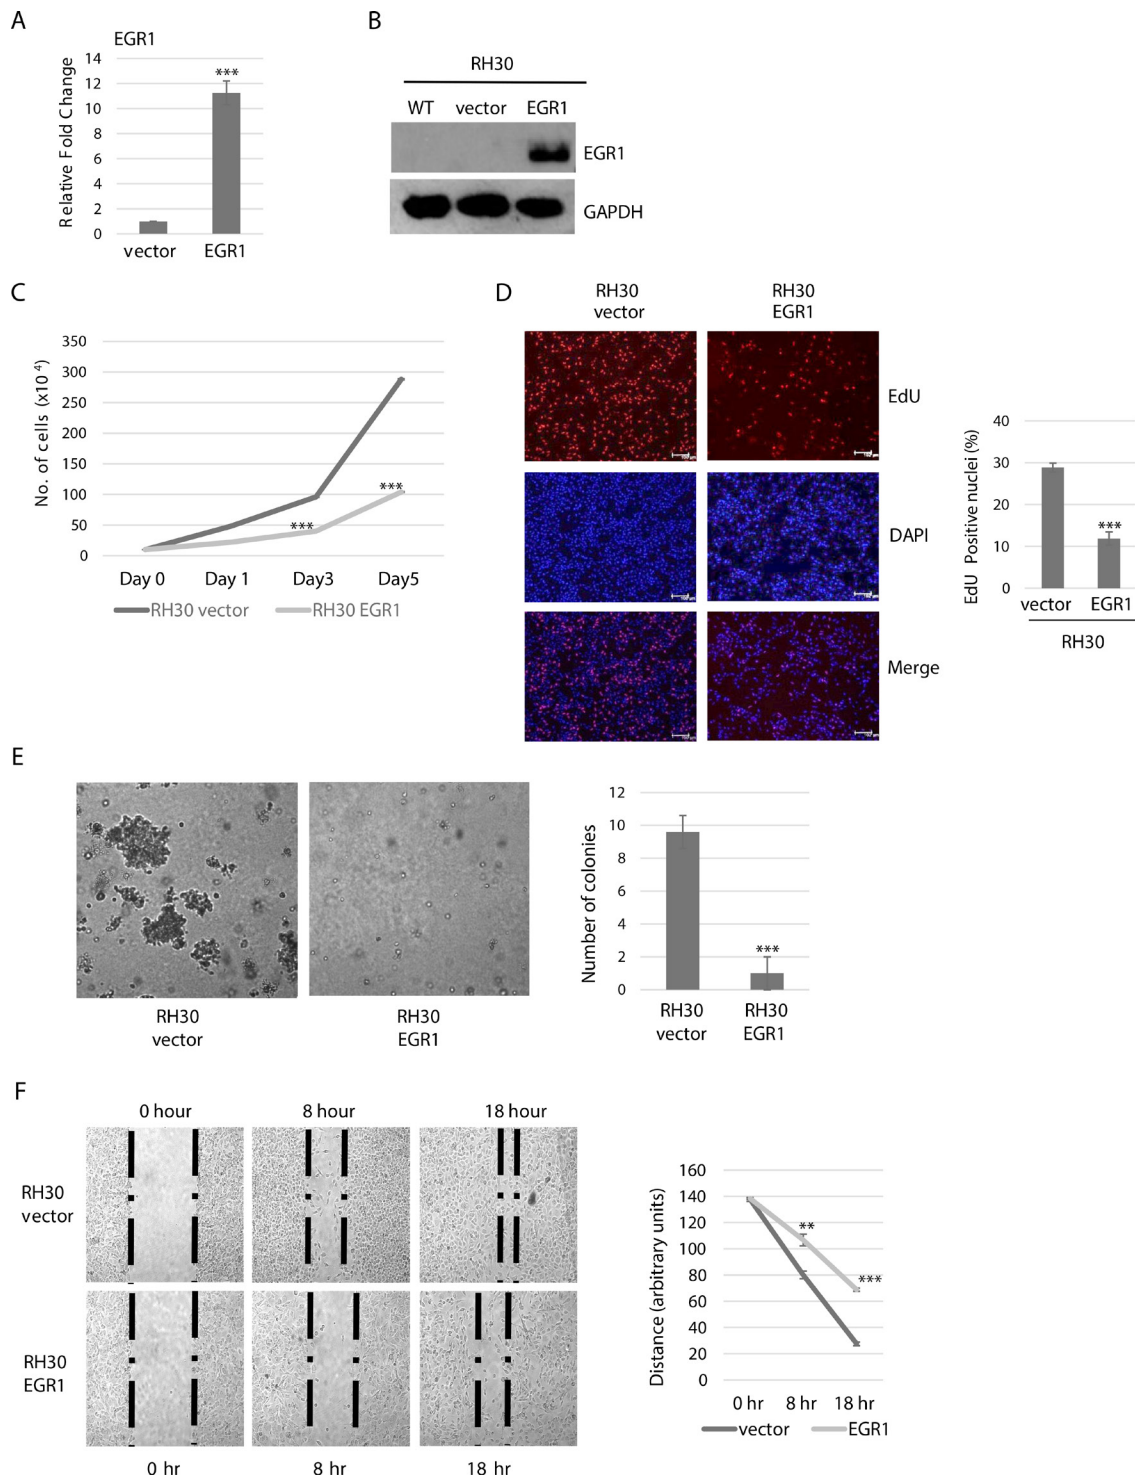 A
EGR1
Relative Fold Change
14
12
10
8
6
4
2
0
***
vector
EGR1
B
RH30
WT
vector
EGR1
EGR1
GAPDH
C
No. of cells (x10 4)
350
300
250
200
150
100
50
0
***
***
Day 0
Day 1
Day3
Day5
RH30 vector
RH30 EGR1
D
RH30
vector
RH30
EGR1
EdU
DAPI
Merge
EdU Positive nuclei (%)
40
30
20
10
0
***
vector
EGR1
RH30
E
RH30
vector
RH30
EGR1
Number of colonies
12
10
8
6
4
2
0
***
RH30
vector
RH30
EGR1
F
0 hour
8 hour
18 hour
RH30
vector
RH30
EGR1
0 hr
8 hr
18 hr
Distance (arbitrary units)
160
140
120
100
80
60
40
20
0
**
***
0 hr
8 hr
18 hr
vector
EGR1